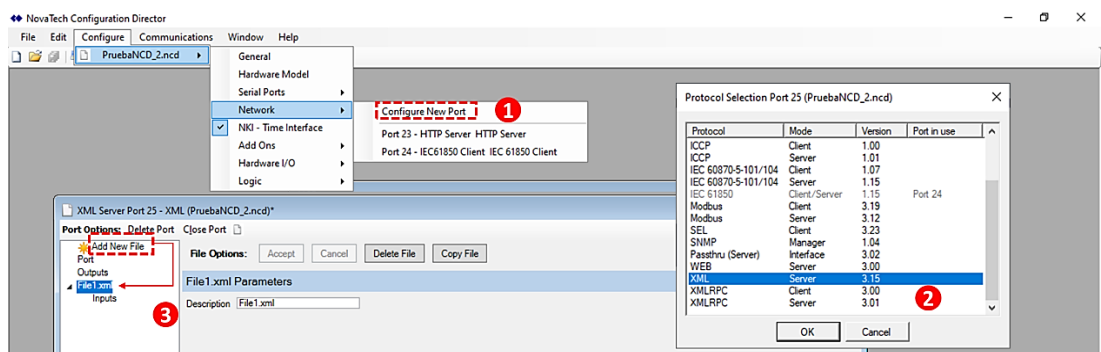 NovaTech Configuration Director
File Edit Configure Communications Window Help
PruebaNCD_2.ncd
General
Hardware Model
Serial Ports
Network
NKI - Time Interface
Add Ons
Hardware I/O
Logic
Configure New Port
1
Port 23 - HTTP Server HTTP Server
Port 24 - IEC61850 Client IEC 61850 Client
Protocol Selection Port 25 (PruebaNCD_2.ncd)
Protocol Mode Version Port in use
ICCP Client 1.00
ICCP Server 1.01
IEC 60870-5-101/104 Client 1.07
IEC 60870-5-101/104 Server 1.15
IEC 61850 Client/Server 1.15 Port 24
Modbus Client 3.19
Modbus Server 3.12
SEL Client 3.23
SNMP Manager 1.04
Passthru (Server) Interface 3.02
WEB Server 3.00
XML Server 3.15
XMLRPC Client 3.00
XMLRPC Server 3.01
2
OK Cancel
XML Server Port 25 - XML (PruebaNCD_2.ncd)*
Port Options: Delete Port Close Port
Add New File
Port
Outputs
File1.xml
Inputs
3
File Options: Accept Cancel Delete File Copy File
File1.xml Parameters
Description File1.xml